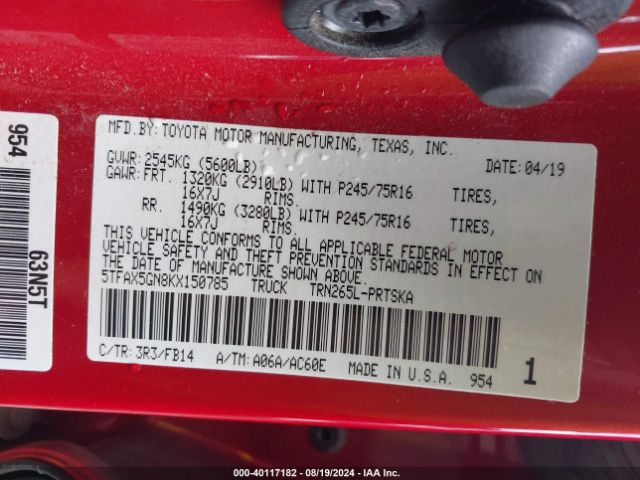 954
63N5T
MFD.BY:TOYOTA MOTOR MANUFACTURING, TEXAS, INC.
GVWR:2545KG (5600LB) DATE:04/19
GAWR:FRT. 1320KG (2910LB) WITH P245/75R16 TIRES,
16X7J RIMS.
RR. 1490KG (3280LB) WITH P245/75R16 TIRES,
16X7J RIMS.
THIS VEHICLE CONFORMS TO ALL APPLICABLE FEDERAL MOTOR
VEHICLE SAFETY AND THEFT PREVENTION STANDARDS IN EFFECT ON
THE DATE OF MANUFACTURE SHOWN ABOVE.
5TFAX5GN8KX150785 TRUCK TRN265L-PRTSKA
C/TR:3R3/FB14 A/TM:A06A/AC60E MADE IN U.S.A. 954 1
000-40117182 - 08/19/2024 - IAA Inc.